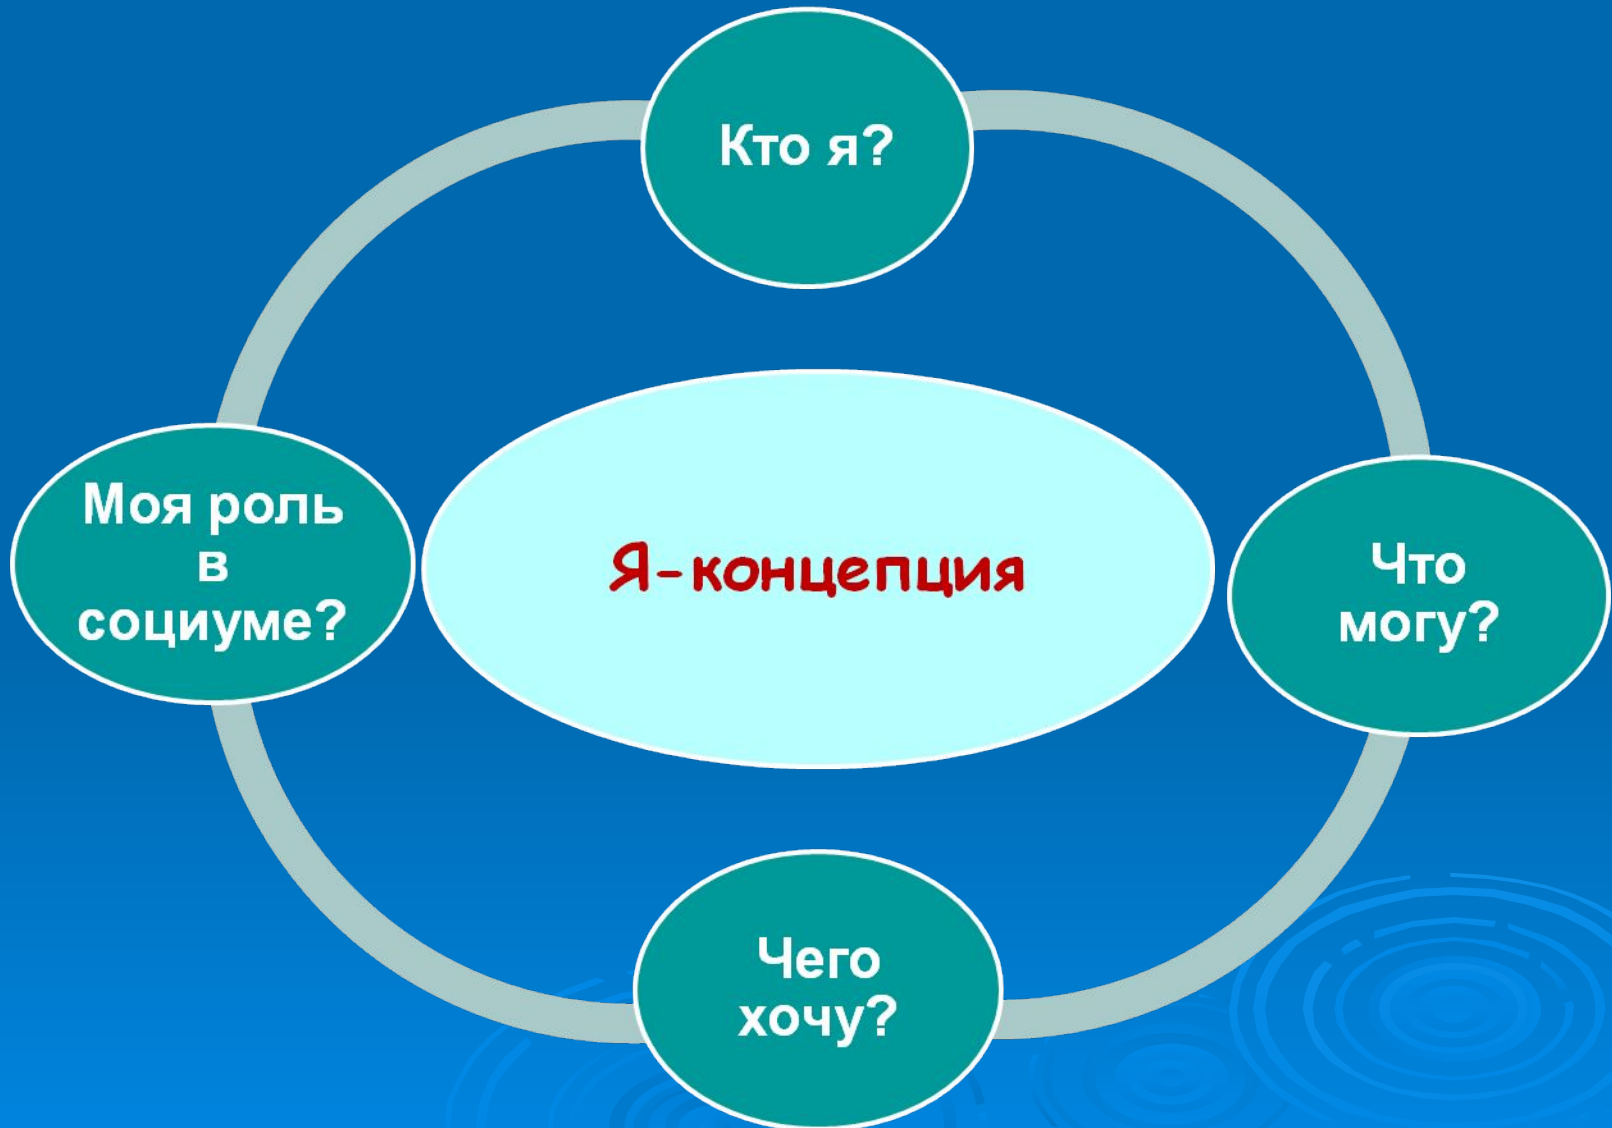 Кто я?
Моя роль
в
социуме?
Я-концепция
Что
могу?
Чего
хочу?